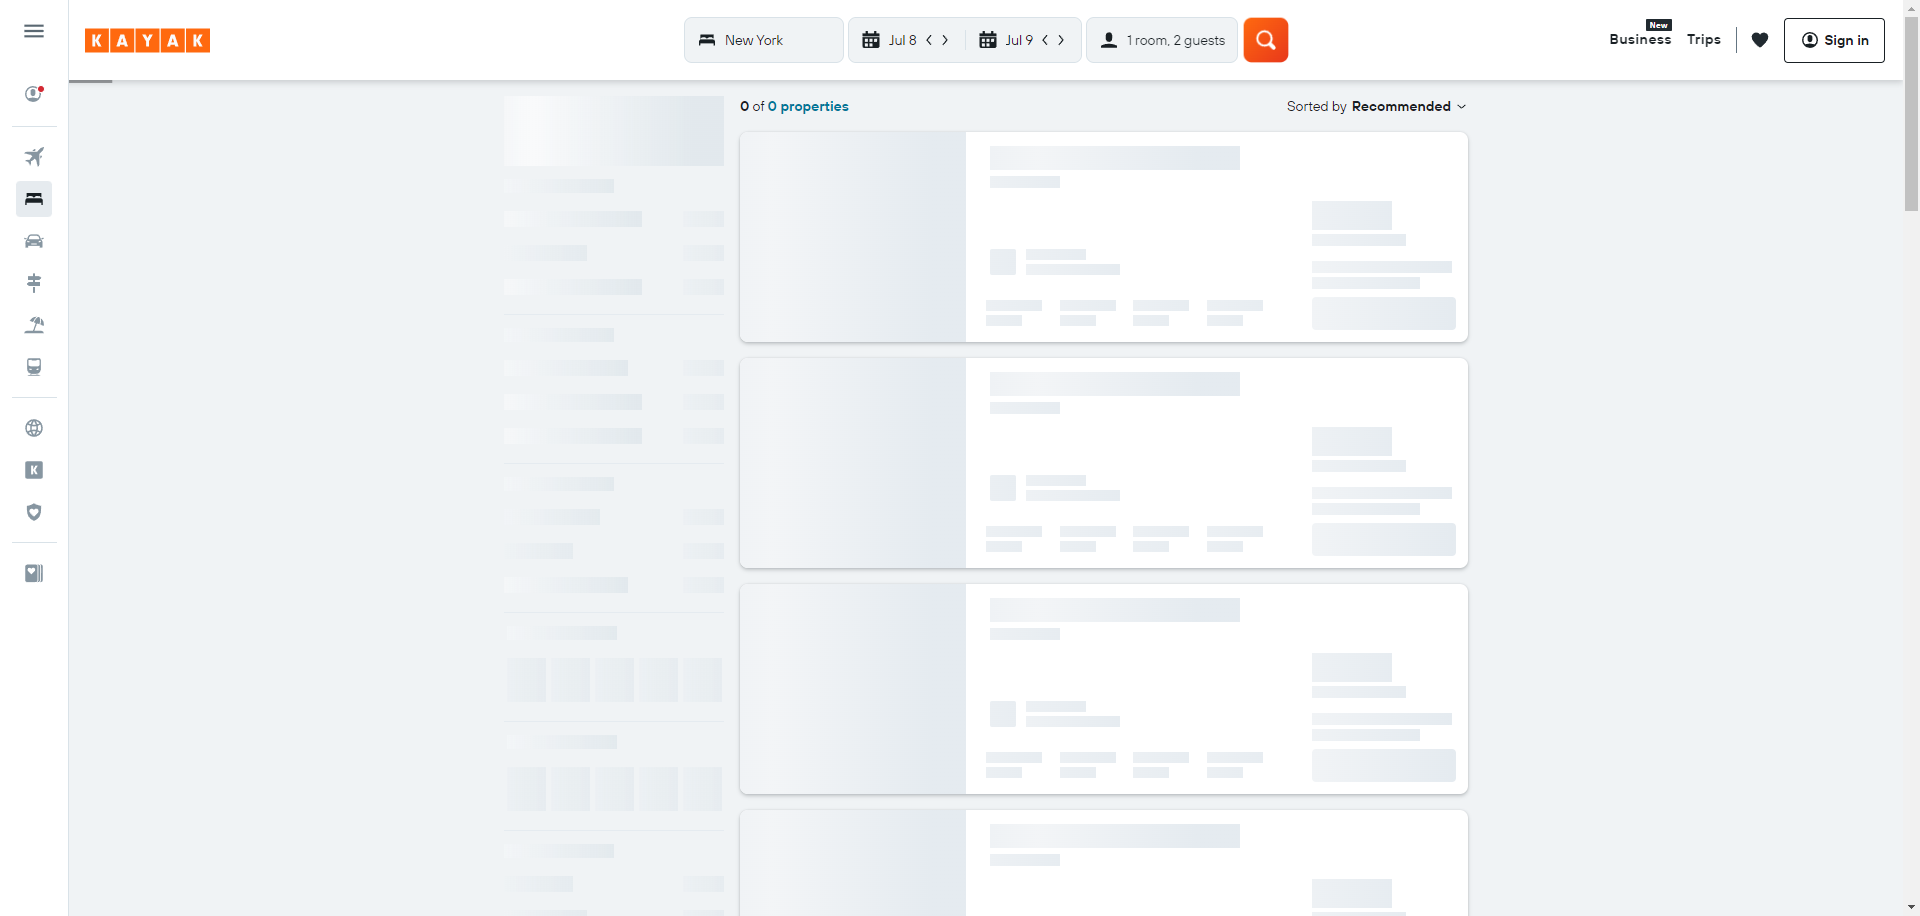 KAYAK
New York
Jul 8
Jul 9
1 room, 2 guests
New
Business
Trips
Sign in
0 of 0 properties
Sorted by Recommended
K